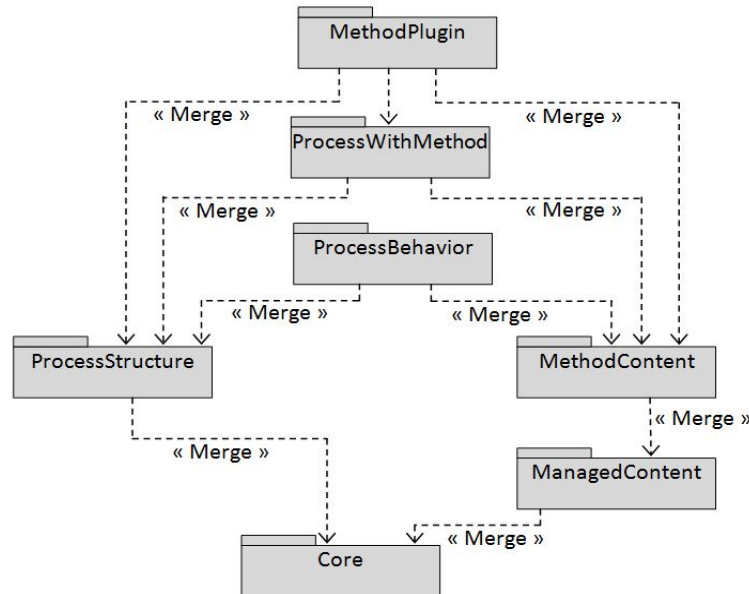 MethodPlugin
« Merge »
« Merge »
ProcessWithMethod
« Merge »
« Merge »
ProcessBehavior
« Merge »
« Merge »
ProcessStructure
MethodContent
« Merge »
« Merge »
ManagedContent
« Merge »
Core